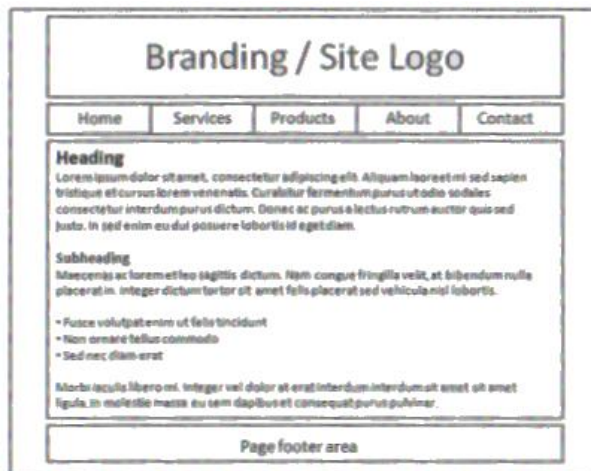 Branding / Site Logo
Home Services Products About Contact
Heading
Lorem ipsum dolor sit amet, consectetur adipiscing elit. Aliquam laoreet mi sed sapien
tristique et cursus lorem venenatis. Curabitur fermentum purus ut odio sodales
consectetur interdum purus dictum. Donec ac purus a lectus rutrum auctor quis sed
justo. In sed enim eu dui posuere lobortis id eget diam.
Subheading
Maecenas ac lorem et leo sagittis dictum. Nam congue fringilla velit, at bibendum nulla
placerat in. Integer dictum tortor sit amet felis placerat sed vehicula nisl lobortis.
• Fusce volutpat enim ut felis tincidunt
• Non ornare tellus commodo
• Sed nec diam erat
Morbi iaculis libero mi. Integer vel dolor at erat interdum interdum sit amet sit amet
ligula. In molestie massa eu sem dapibus et consequat purus pulvinar.
Page footer area